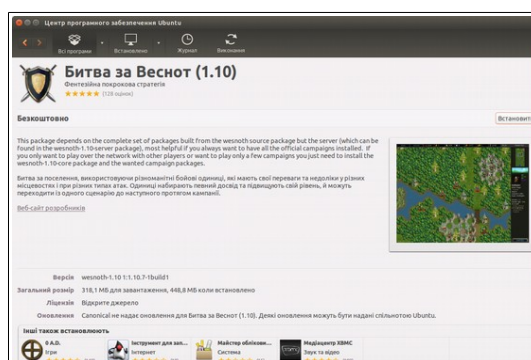 Центр програмного забезпечення Ubuntu
Всі програми Встановлено Журнал Виконання
Битва за Веснот (1.10)
Фентезійна покрокова стратегія
(128 оцінок)
Безкоштовно
Встановити
This package depends on the complete set of packages built from the wesnoth source package but the server (which can be
found in the wesnoth-1.10-server package), most helpful if you always want to have all the official campaigns installed. If
you only want to play over the network with other players or want to play only a few campaigns you just need to install the
wesnoth-1.10-core package and the wanted campaign packages.
Битва за поселення, використовуючи різноманітні бойові одиниці, які мають свої переваги та недоліки у різних
місцевостях і при різних типах атак. Одиниці набирають певний досвід та підвищують свій рівень, й можуть
переходити із одного сценарію до наступного протягом кампанії.
Веб-сайт розробників
Версія wesnoth-1.10 1:1.10.7-1build1
Загальний розмір 318,1 МБ для завантаження, 448,8 МБ коли встановлено
Ліцензія Відкрите джерело
Оновлення Canonical не надає оновлення для Битва за Веснот (1.10). Деякі оновлення можуть бути надані спільнотою Ubuntu.
Інші також встановлюють
0 A.D. Інструмент для зап... Майстер обліков... Медіацентр XBMC
Ігри Інтернет Система Звук та відео